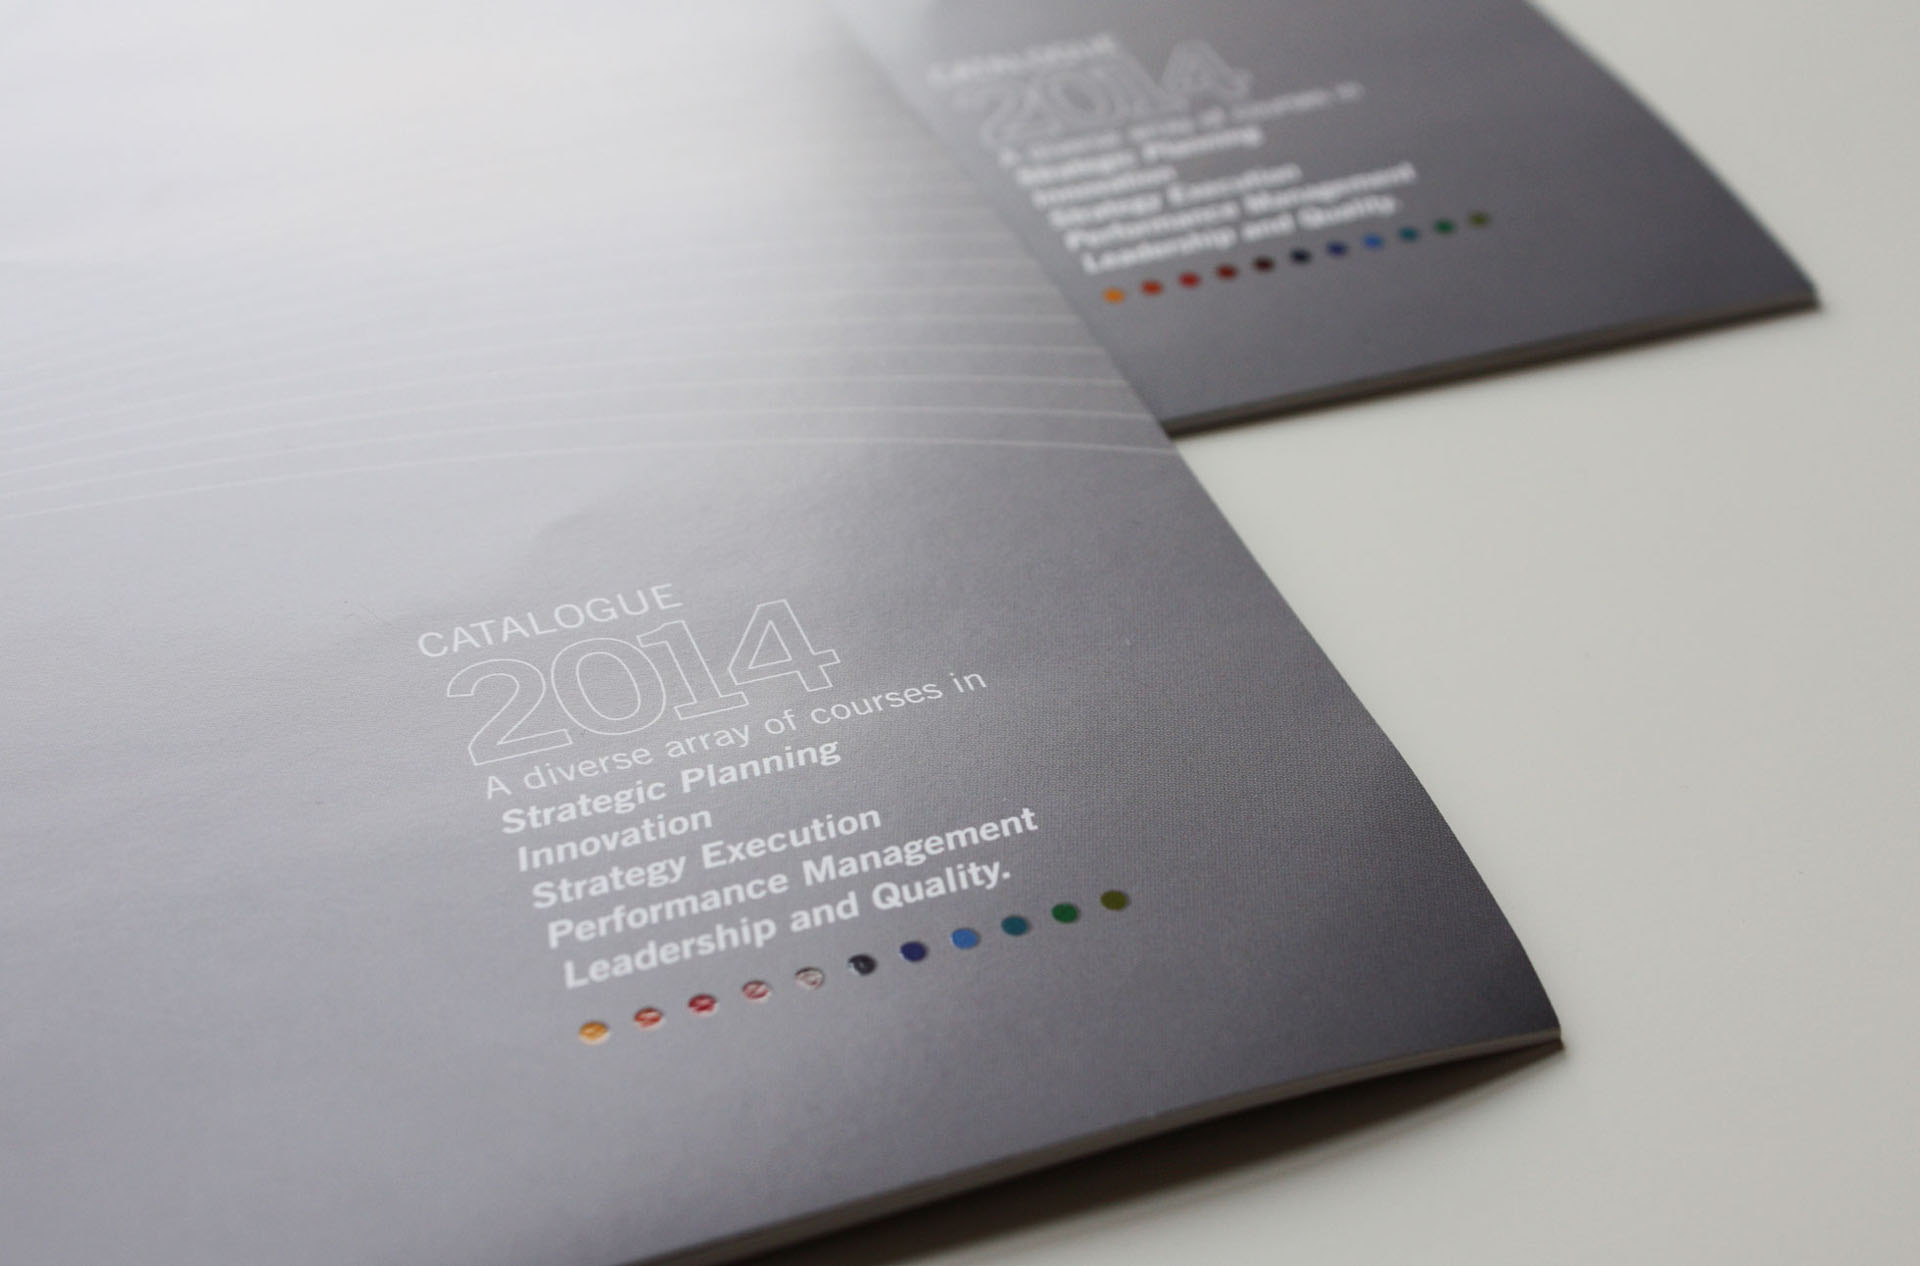 CATALOGUE
2014
A diverse array of courses in
Strategic Planning
Innovation
Strategy Execution
Performance Management
Leadership and Quality.
CATALOGUE
2014
A diverse array of courses in
Strategic Planning
Innovation
Strategy Execution
Performance Management
Leadership and Quality.